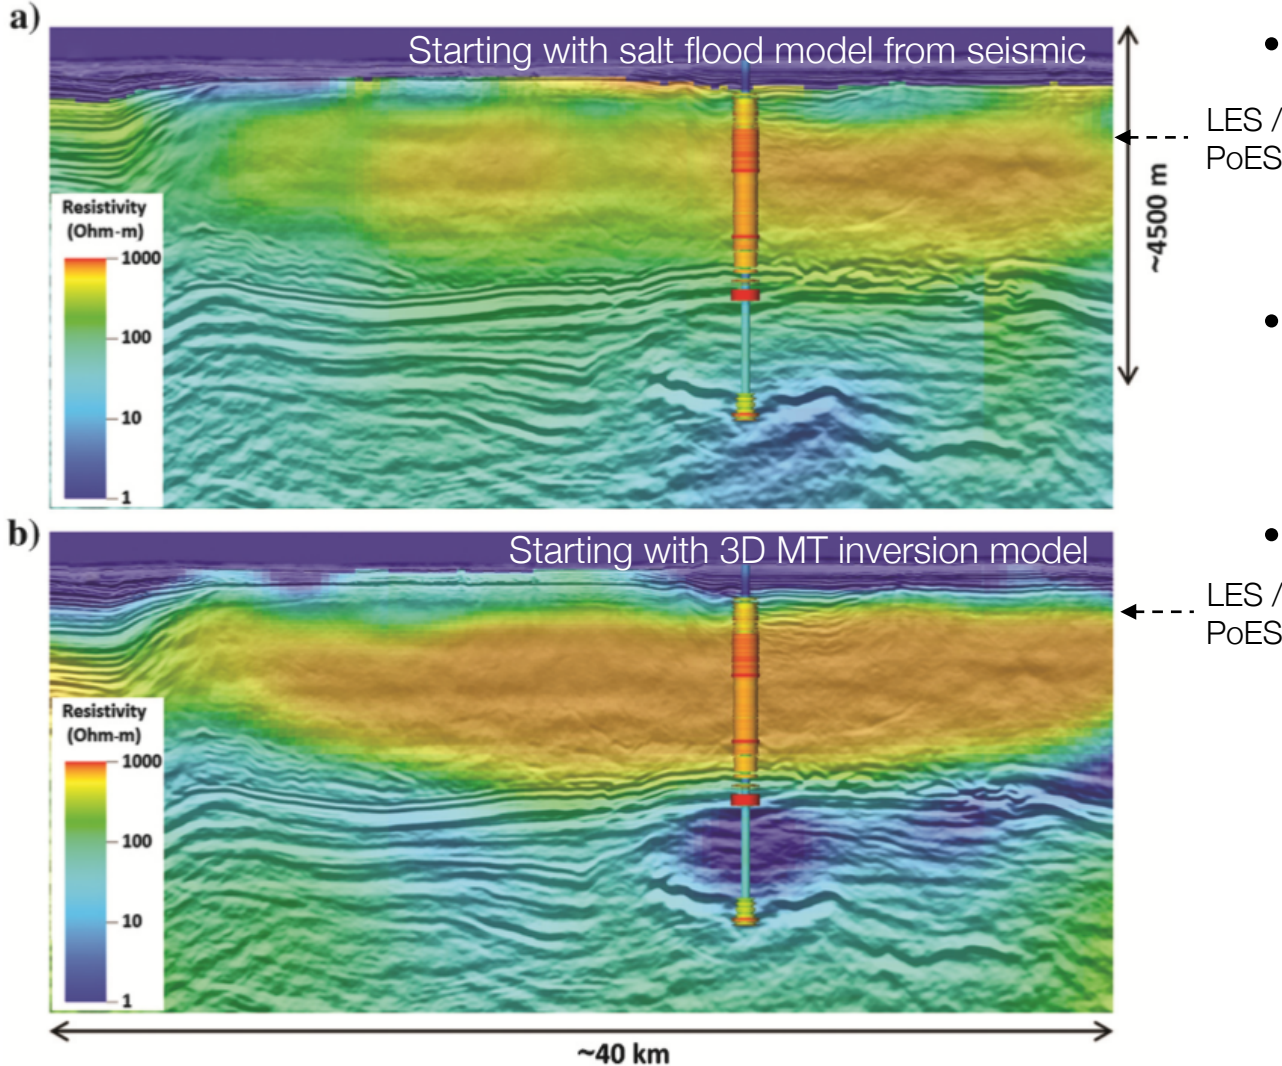 a)
Starting with salt flood model from seismic
LES /
PoES
~4500 m
Resistivity
(Ohm-m)
1000
100
10
1
b)
Starting with 3D MT inversion model
LES /
PoES
Resistivity
(Ohm-m)
1000
100
10
1
~40 km